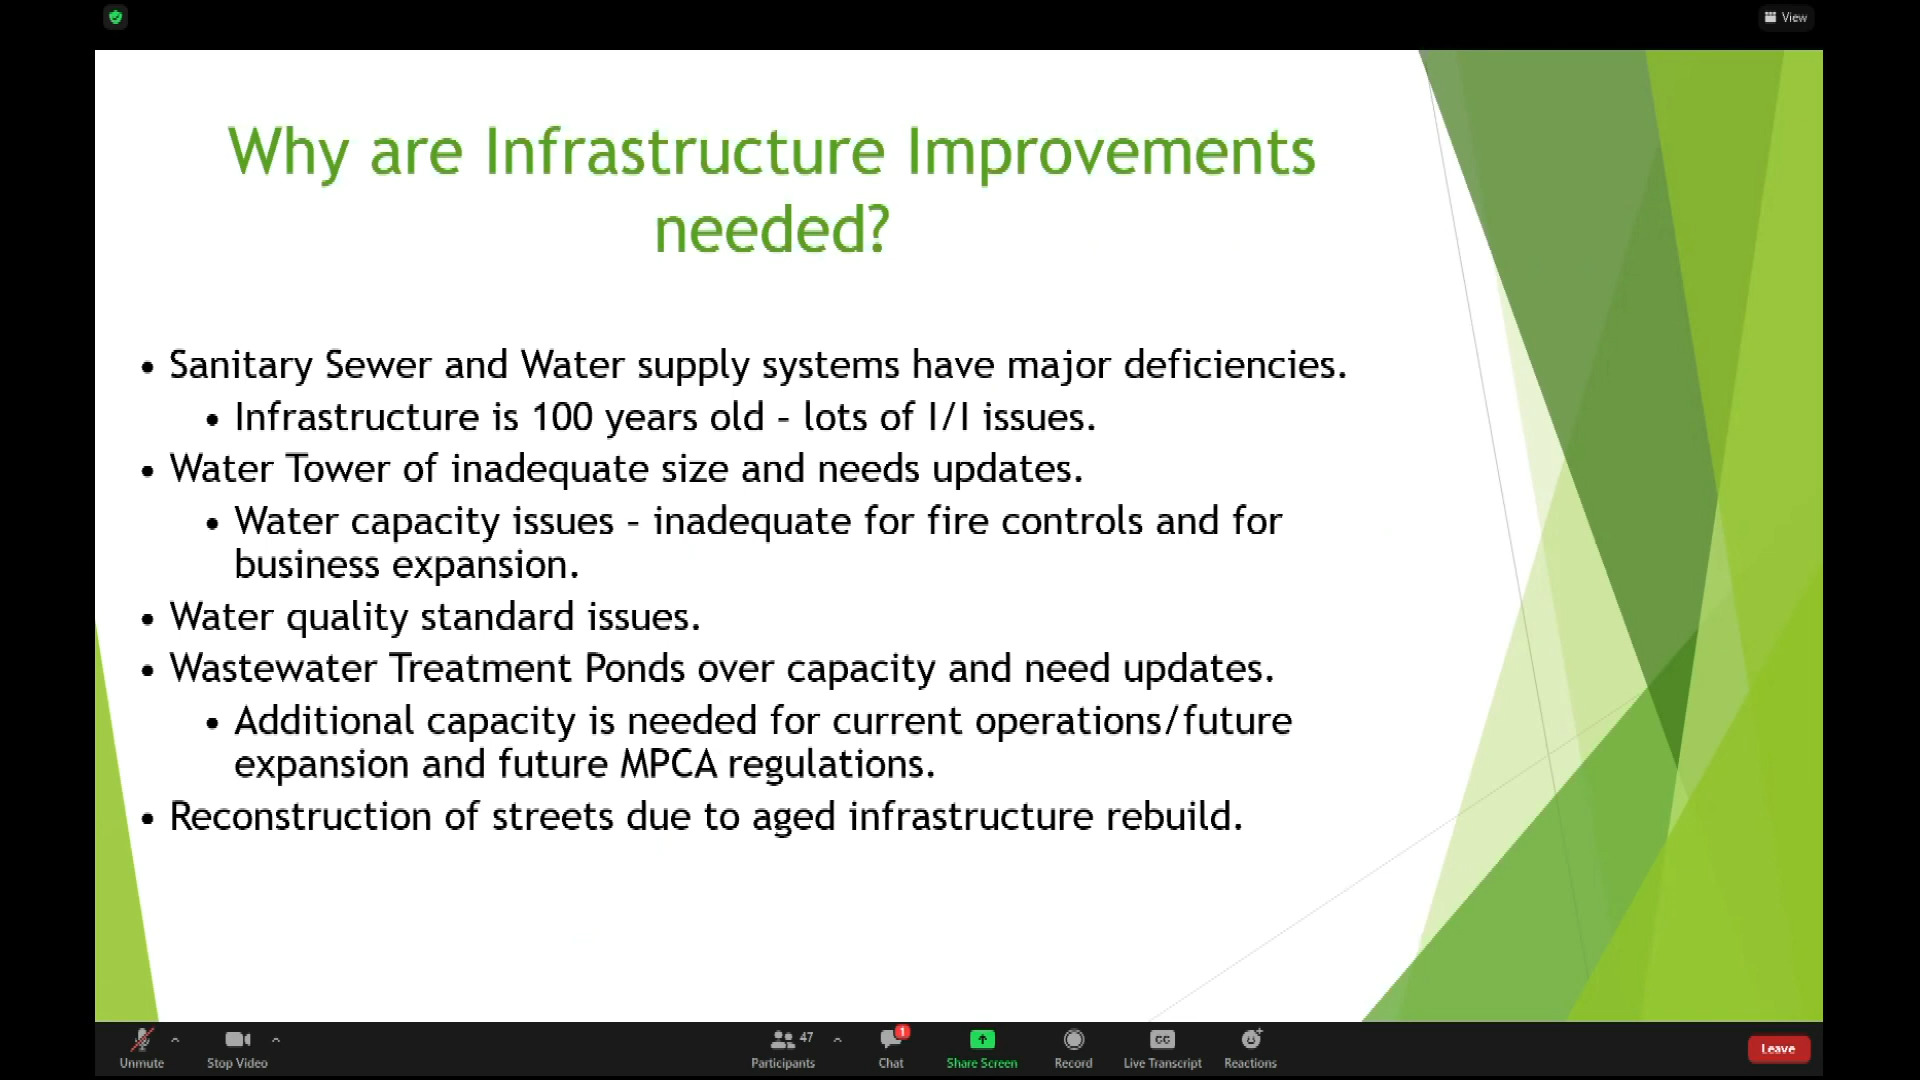 View
Why are Infrastructure Improvements
needed?
• Sanitary Sewer and Water supply systems have major deficiencies.
• Infrastructure is 100 years old – lots of I/I issues.
• Water Tower of inadequate size and needs updates.
• Water capacity issues – inadequate for fire controls and for
business expansion.
• Water quality standard issues.
• Wastewater Treatment Ponds over capacity and need updates.
• Additional capacity is needed for current operations/future
expansion and future MPCA regulations.
• Reconstruction of streets due to aged infrastructure rebuild.
47 1 CC
Unmute Stop Video Participants Chat Share Screen Record Live Transcript Reactions Leave